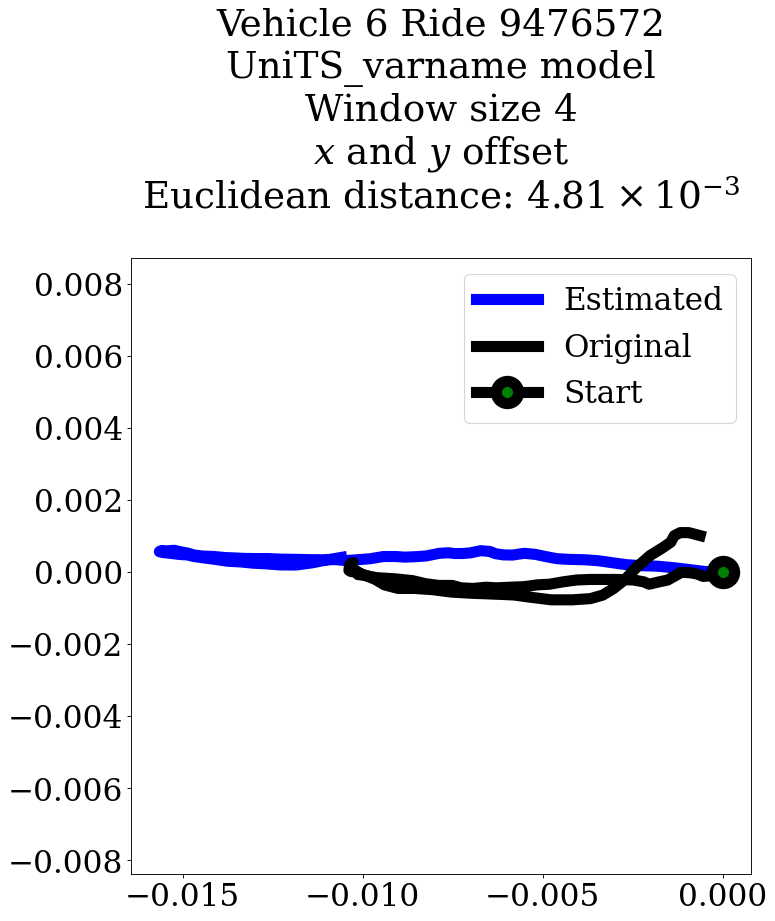 Vehicle 6 Ride 9476572
UniTS_varname model
Window size 4
x and y offset
Euclidean distance: 4.81 × 10⁻³
Estimated
Original
Start
0.008
0.006
0.004
0.002
0.000
−0.002
−0.004
−0.006
−0.008
−0.015 −0.010 −0.005 0.000